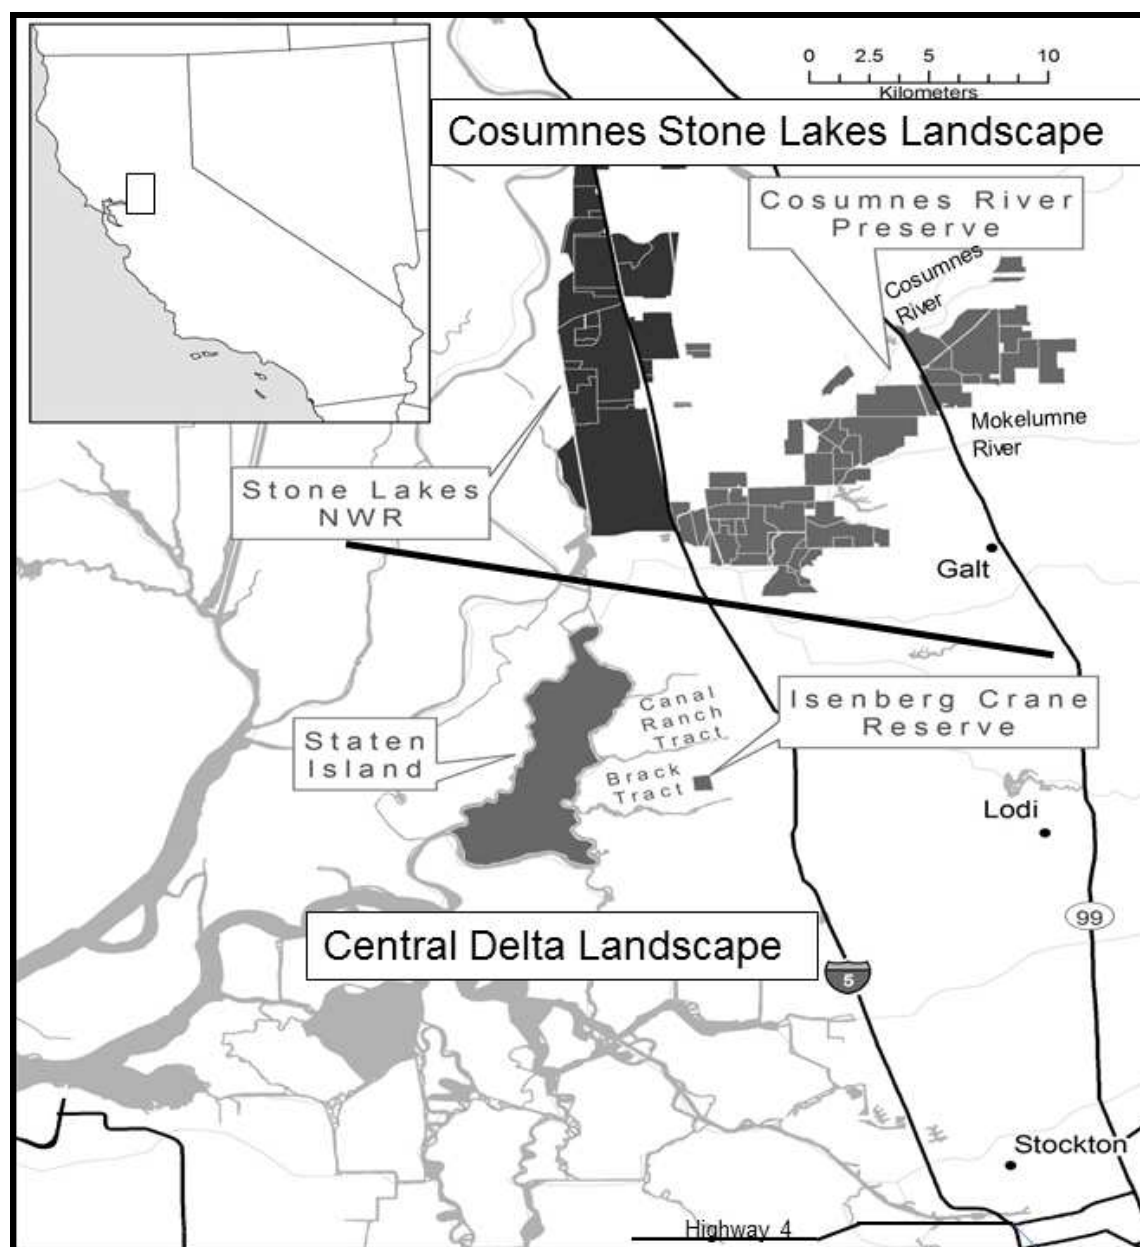 0 2.5 5 10
Kilometers
Cosumnes Stone Lakes Landscape
Cosumnes River
Preserve
Cosumnes
River
Mokelumne
River
Stone Lakes
NWR
Galt
Canal
Ranch
Tract
Isenberg Crane
Reserve
Staten
Island
Brack
Tract
Lodi
99
Central Delta Landscape
5
Stockton
Highway 4